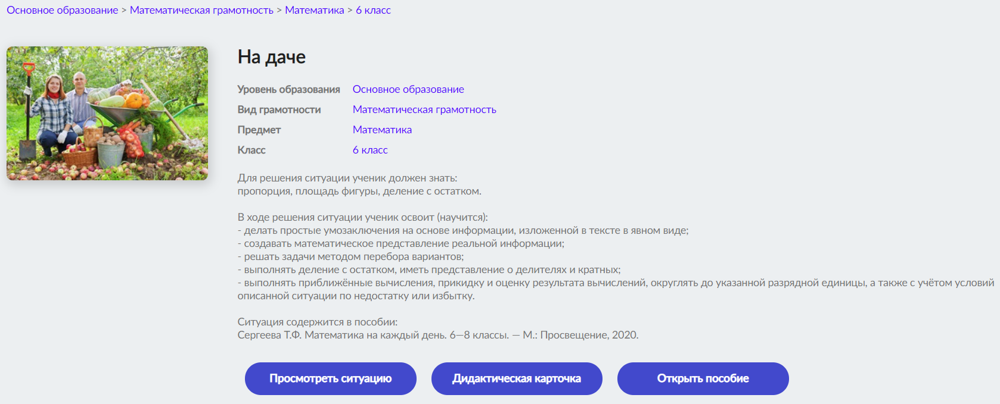 Основное образование > Математическая грамотность > Математика > 6 класс
На даче
Уровень образования Основное образование
Вид грамотности Математическая грамотность
Предмет Математика
Класс 6 класс
Для решения ситуации ученик должен знать:
пропорция, площадь фигуры, деление с остатком.
В ходе решения ситуации ученик освоит (научится):
- делать простые умозаключения на основе информации, изложенной в тексте в явном виде;
- создавать математическое представление реальной информации;
- решать задачи методом перебора вариантов;
- выполнять деление с остатком, иметь представление о делителях и кратных;
- выполнять приближённые вычисления, прикидку и оценку результата вычислений, округлять до указанной разрядной единицы, а также с учётом условий
описанной ситуации по недостатку или избытку.
Ситуация содержится в пособии:
Сергеева Т.Ф. Математика на каждый день. 6—8 классы. — М.: Просвещение, 2020.
Просмотреть ситуацию Дидактическая карточка Открыть пособие